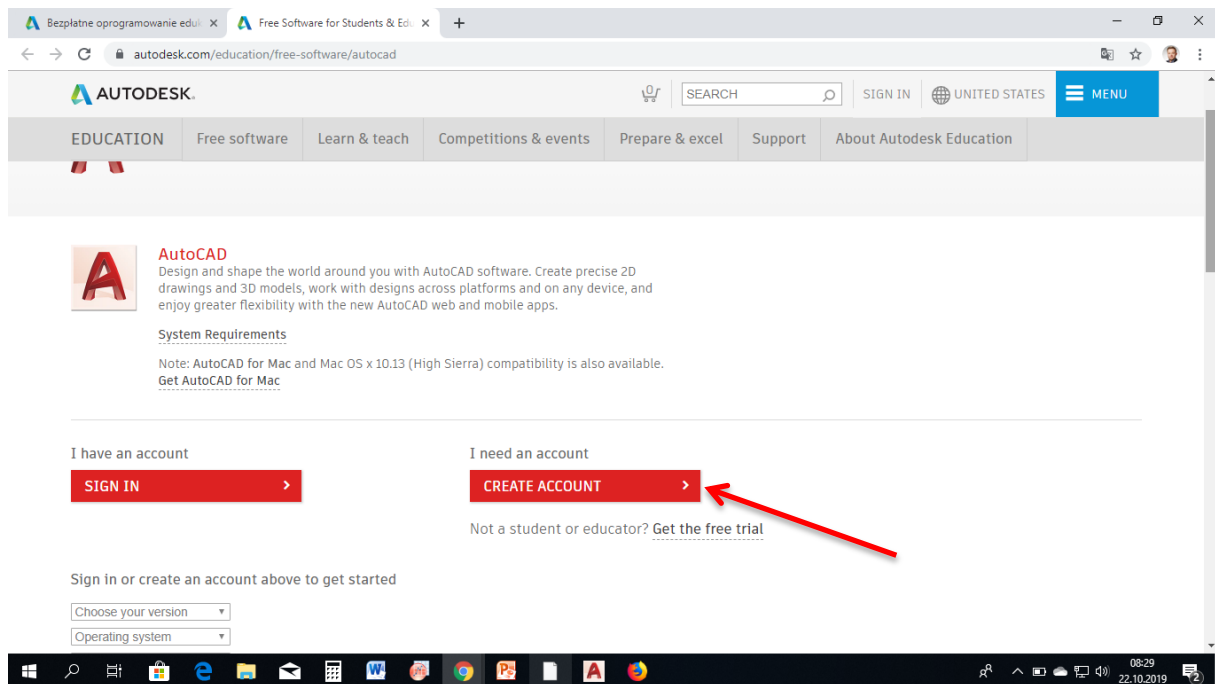 Bezpłatne oprogramowanie eduk
Free Software for Students & Edu
autodesk.com/education/free-software/autocad
AUTODESK.
0
SEARCH
SIGN IN
UNITED STATES
MENU
EDUCATION
Free software
Learn & teach
Competitions & events
Prepare & excel
Support
About Autodesk Education
AutoCAD
Design and shape the world around you with AutoCAD software. Create precise 2D
drawings and 3D models, work with designs across platforms and on any device, and
enjoy greater flexibility with the new AutoCAD web and mobile apps.
System Requirements
Note: AutoCAD for Mac and Mac OS x 10.13 (High Sierra) compatibility is also available.
Get AutoCAD for Mac
I have an account
I need an account
SIGN IN
CREATE ACCOUNT
Not a student or educator? Get the free trial
Sign in or create an account above to get started
Choose your version
Operating system
08:29
22.10.2019
2